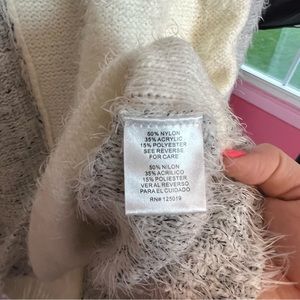 50% NYLON
35% ACRYLIC
15% POLYESTER
SEE REVERSE
FOR CARE
50% NILON
35% ACRILICO
15% POLIESTER
VER AL REVERSO
PARA EL CUIDADO
RN# 125019